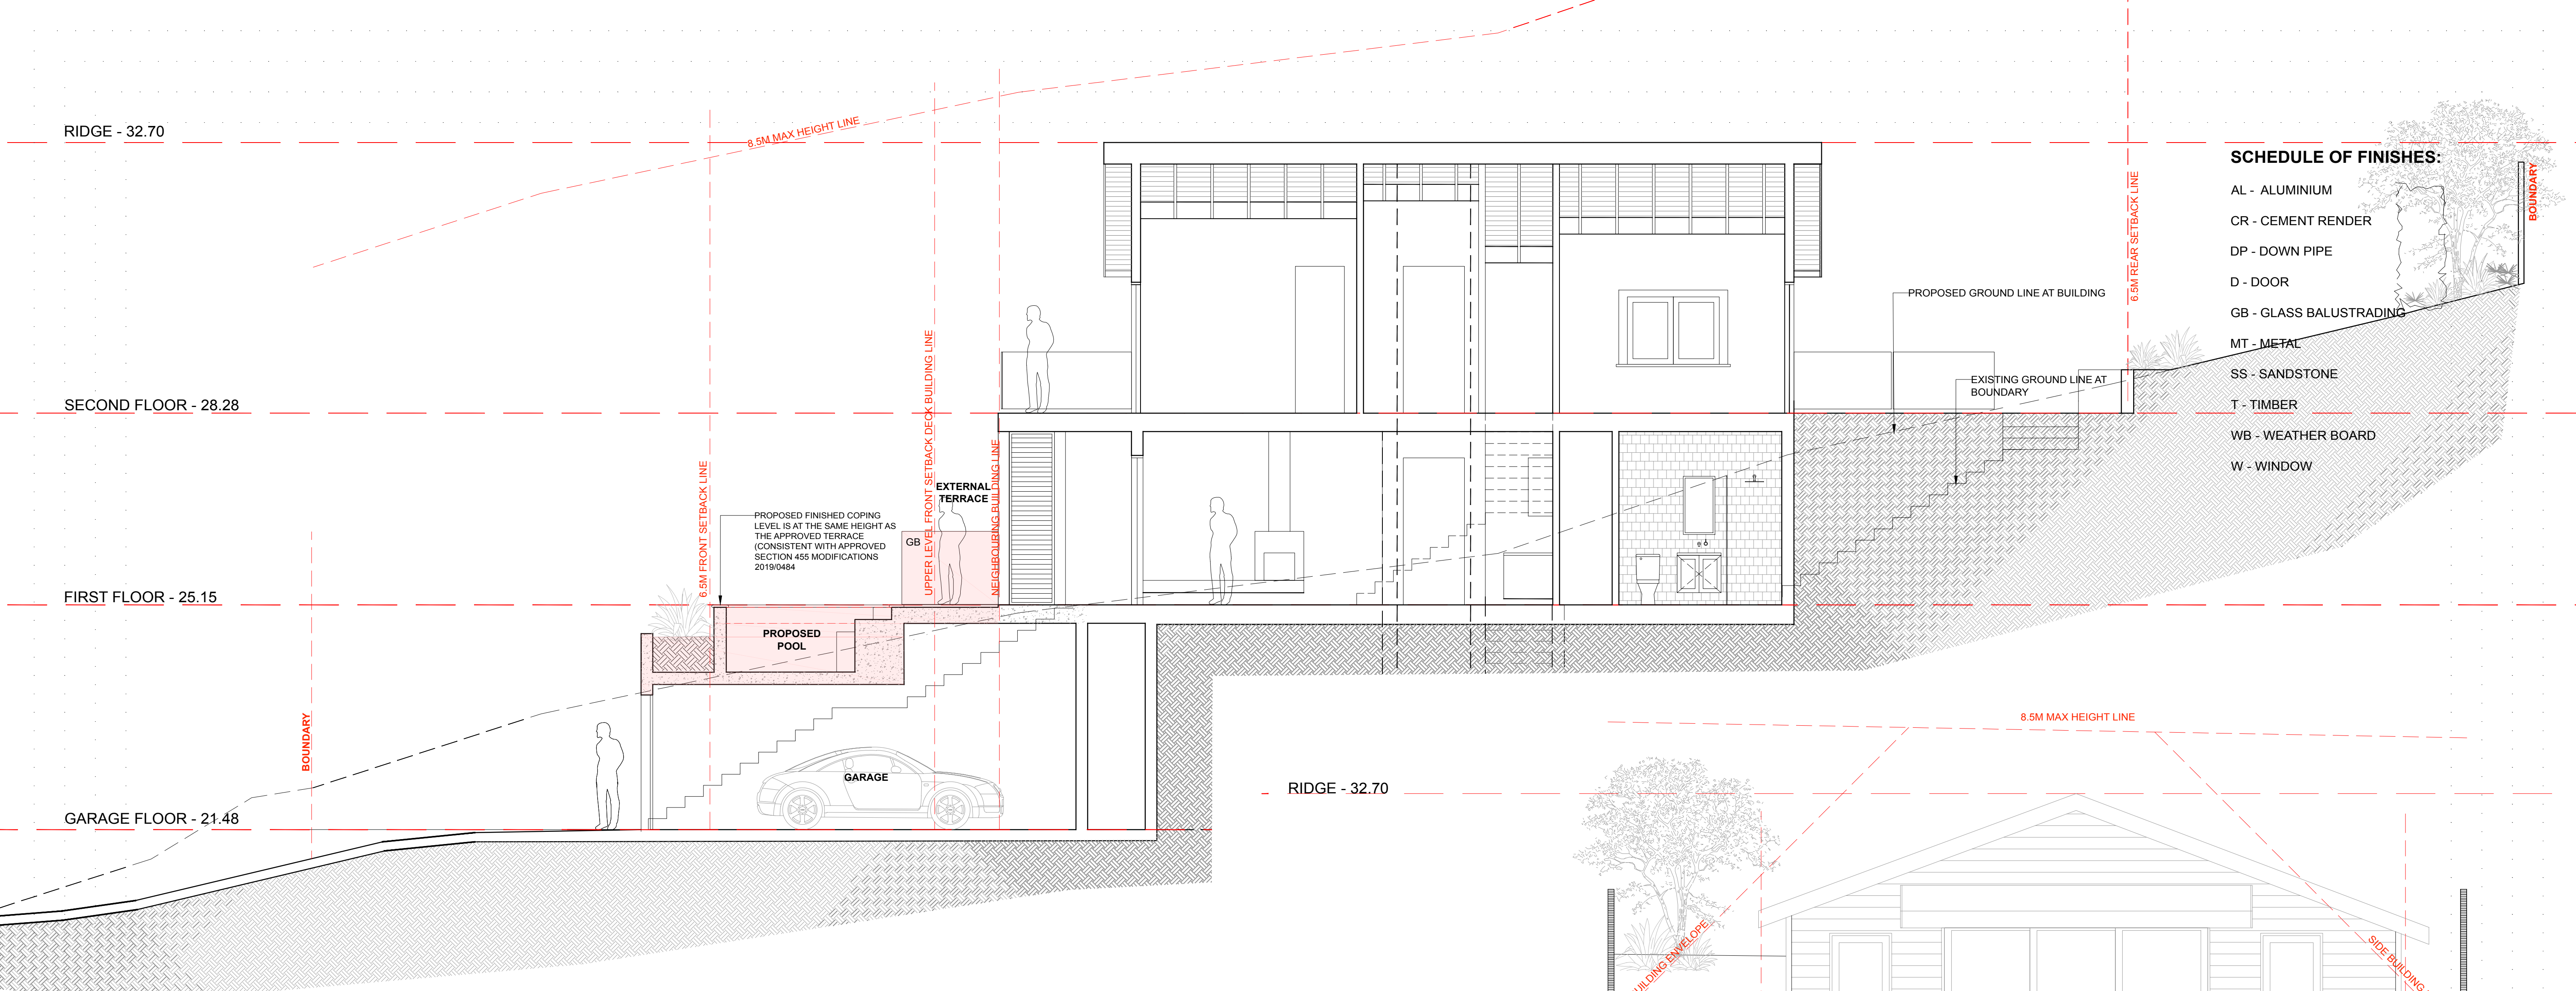 RIDGE - 32.70
8.5M MAX HEIGHT LINE
SCHEDULE OF FINISHES:
AL - ALUMINIUM
CR - CEMENT RENDER
DP - DOWN PIPE
D - DOOR
GB - GLASS BALUSTRADING
MT - METAL
SS - SANDSTONE
T - TIMBER
WB - WEATHER BOARD
W - WINDOW
BOUNDARY
6.5M REAR SETBACK LINE
PROPOSED GROUND LINE AT BUILDING
EXISTING GROUND LINE AT
BOUNDARY
SECOND FLOOR - 28.28
UPPER LEVEL FRONT SETBACK DECK BUILDING LINE
NEIGHBOURING BUILDING LINE
6.5M FRONT SETBACK LINE
EXTERNAL
TERRACE
PROPOSED FINISHED COPING
LEVEL IS AT THE SAME HEIGHT AS
THE APPROVED TERRACE
(CONSISTENT WITH APPROVED
SECTION 455 MODIFICATIONS
2019/0484
GB
FIRST FLOOR - 25.15
PROPOSED
POOL
BOUNDARY
GARAGE
GARAGE FLOOR - 21.48
8.5M MAX HEIGHT LINE
RIDGE - 32.70
BUILDING ENVELOPE
SIDE BUILDING